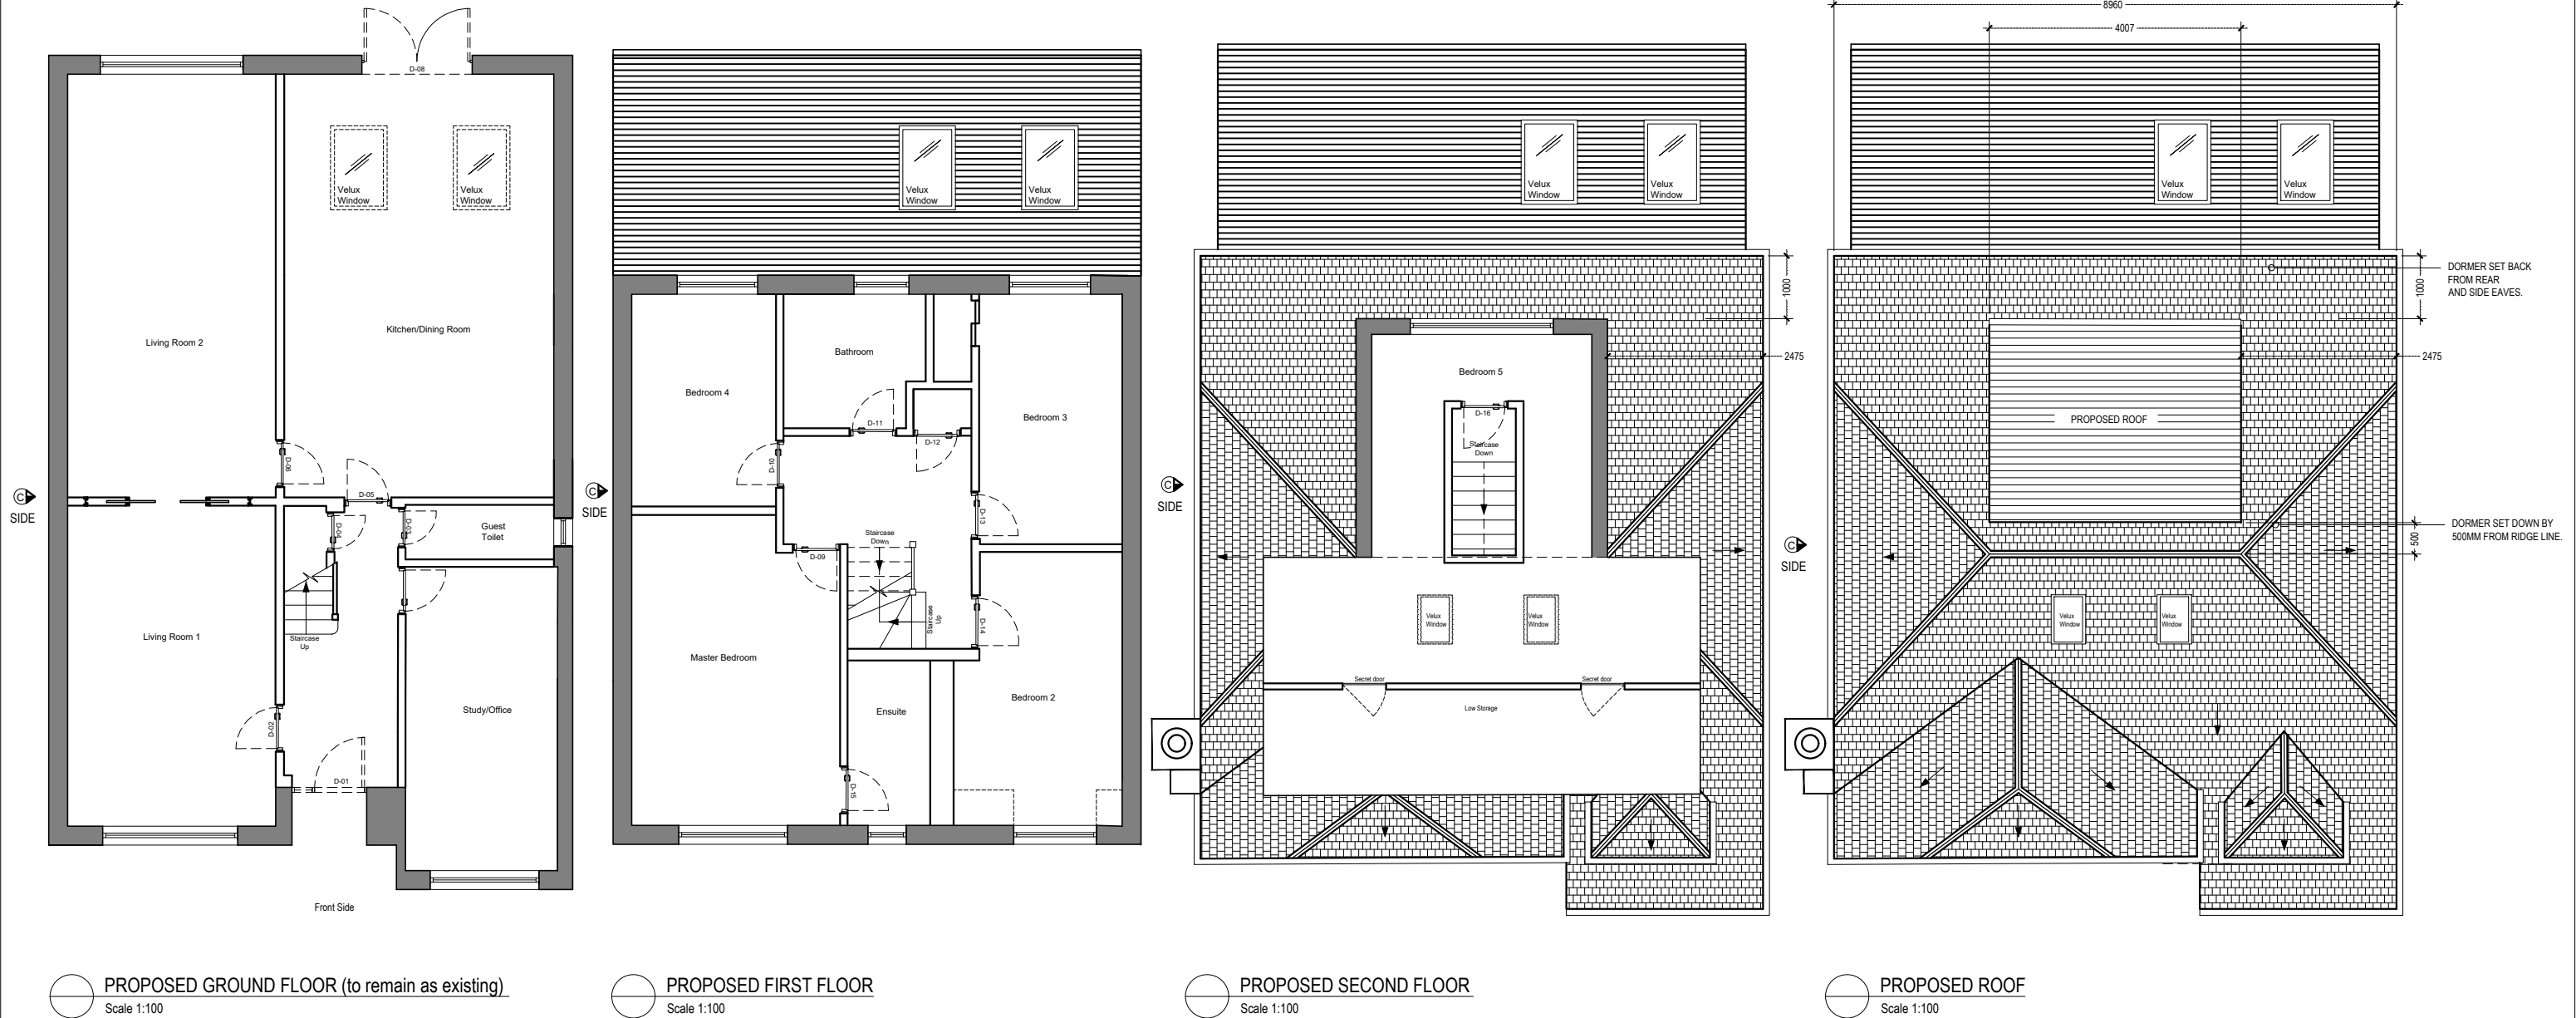 D-08
Velux
Window
Velux
Window
Living Room 2
Kitchen/Dining Room
D-06
D-05
D-04
D-03
Guest
Toilet
C
SIDE
Staircase
Up
Living Room 1
Study/Office
D-02
D-01
Front Side
PROPOSED GROUND FLOOR (to remain as existing)
Scale 1:100
Velux
Window
Velux
Window
Bathroom
Bedroom 4
Bedroom 3
D-11
D-12
D-10
D-13
C
SIDE
Staircase
Down
D-09
Staircase
Up
D-14
Master Bedroom
Ensuite
Bedroom 2
D-15
PROPOSED FIRST FLOOR
Scale 1:100
Velux
Window
Velux
Window
1000
2475
Bedroom 5
D-16
Staircase
Down
C
SIDE
Velux
Window
Velux
Window
Secret door
Secret door
Low Storage
PROPOSED SECOND FLOOR
Scale 1:100
8960
4007
Velux
Window
Velux
Window
DORMER SET BACK
FROM REAR
AND SIDE EAVES.
1000
2475
PROPOSED ROOF
DORMER SET DOWN BY
500MM FROM RIDGE LINE.
500
C
SIDE
Velux
Window
Velux
Window
PROPOSED ROOF
Scale 1:100